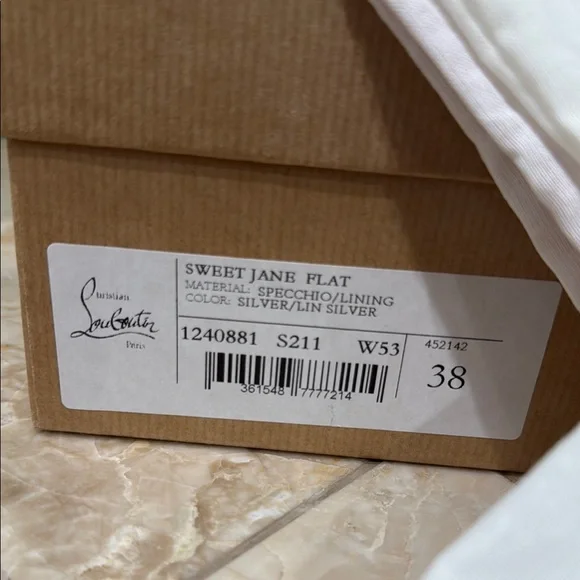 Christian
Louboutin
Paris
SWEET JANE FLAT
MATERIAL: SPECCHIO/LINING
COLOR: SILVER/LIN SILVER
1240881 S211 W53
452142
38
361548 7777214